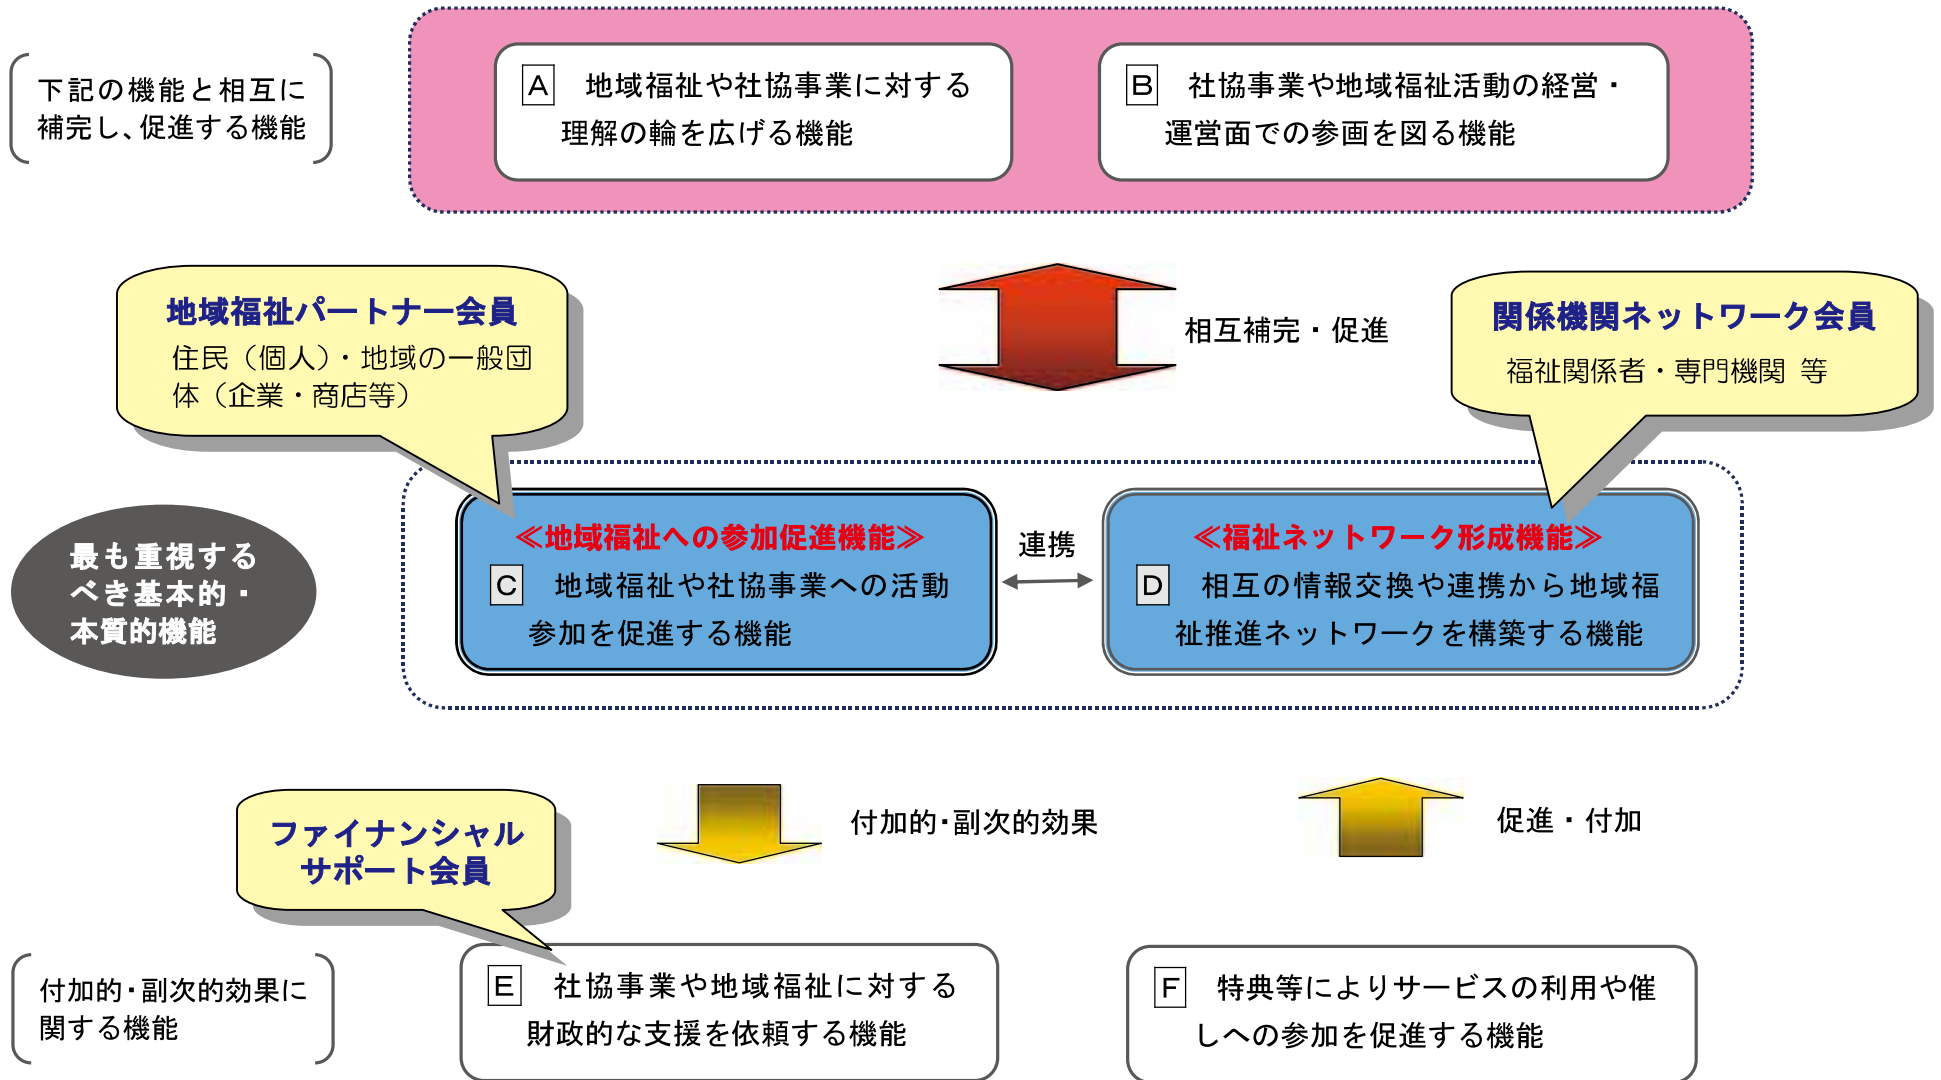 下記の機能と相互に
補完し、促進する機能
A 地域福祉や社協事業に対する
理解の輪を広げる機能
B 社協事業や地域福祉活動の経営・
運営面での参画を図る機能
地域福祉パートナー会員
住民（個人）・地域の一般団
体（企業・商店等）
相互補完・促進
関係機関ネットワーク会員
福祉関係者・専門機関 等
最も重視する
べき基本的・
本質的機能
≪地域福祉への参加促進機能≫
C 地域福祉や社協事業への活動
参加を促進する機能
連携
≪福祉ネットワーク形成機能≫
D 相互の情報交換や連携から地域福
祉推進ネットワークを構築する機能
ファイナンシャル
サポート会員
付加的・副次的効果
促進・付加
付加的・副次的効果に
関する機能
E 社協事業や地域福祉に対する
財政的な支援を依頼する機能
F 特典等によりサービスの利用や催
しへの参加を促進する機能